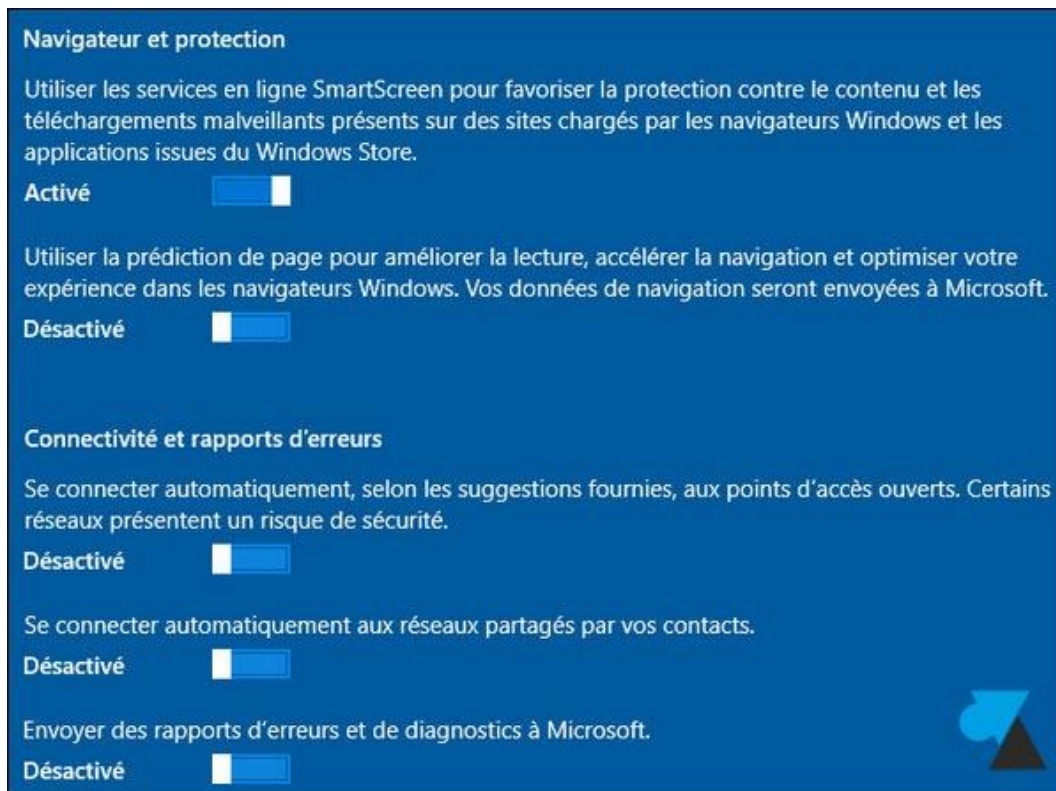 Navigateur et protection
Utiliser les services en ligne SmartScreen pour favoriser la protection contre le contenu et les
téléchargements malveillants présents sur des sites chargés par les navigateurs Windows et les
applications issues du Windows Store.
Activé
Utiliser la prédiction de page pour améliorer la lecture, accélérer la navigation et optimiser votre
expérience dans les navigateurs Windows. Vos données de navigation seront envoyées à Microsoft.
Désactivé
Connectivité et rapports d’erreurs
Se connecter automatiquement, selon les suggestions fournies, aux points d’accès ouverts. Certains
réseaux présentent un risque de sécurité.
Désactivé
Se connecter automatiquement aux réseaux partagés par vos contacts.
Désactivé
Envoyer des rapports d’erreurs et de diagnostics à Microsoft.
Désactivé